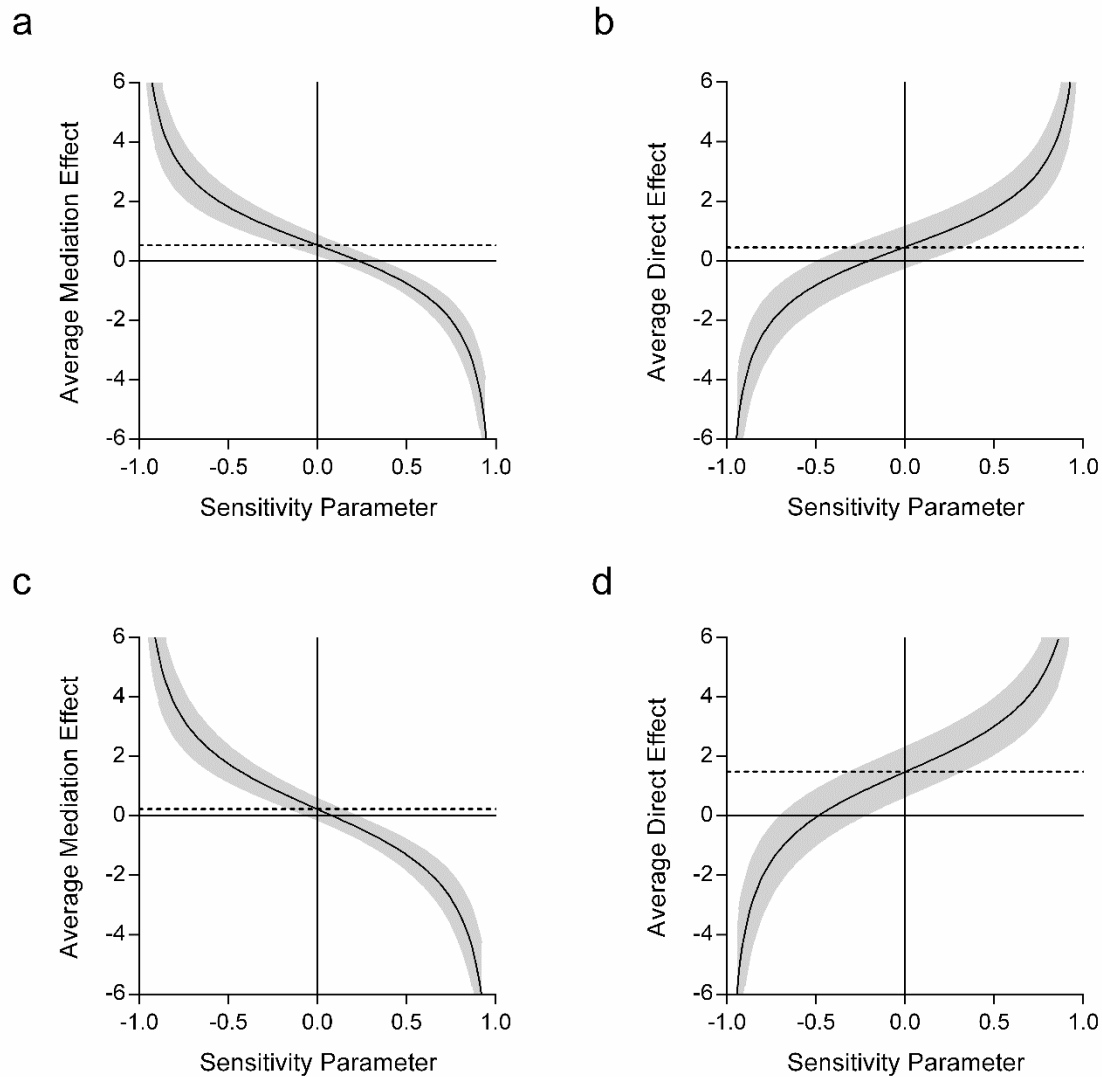 a
Average Mediation Effect
6
4
2
0
-2
-4
-6
-1.0 -0.5 0.0 0.5 1.0
Sensitivity Parameter
b
Average Direct Effect
6
4
2
0
-2
-4
-6
-1.0 -0.5 0.0 0.5 1.0
Sensitivity Parameter
c
Average Mediation Effect
6
4
2
0
-2
-4
-6
-1.0 -0.5 0.0 0.5 1.0
Sensitivity Parameter
d
Average Direct Effect
6
4
2
0
-2
-4
-6
-1.0 -0.5 0.0 0.5 1.0
Sensitivity Parameter